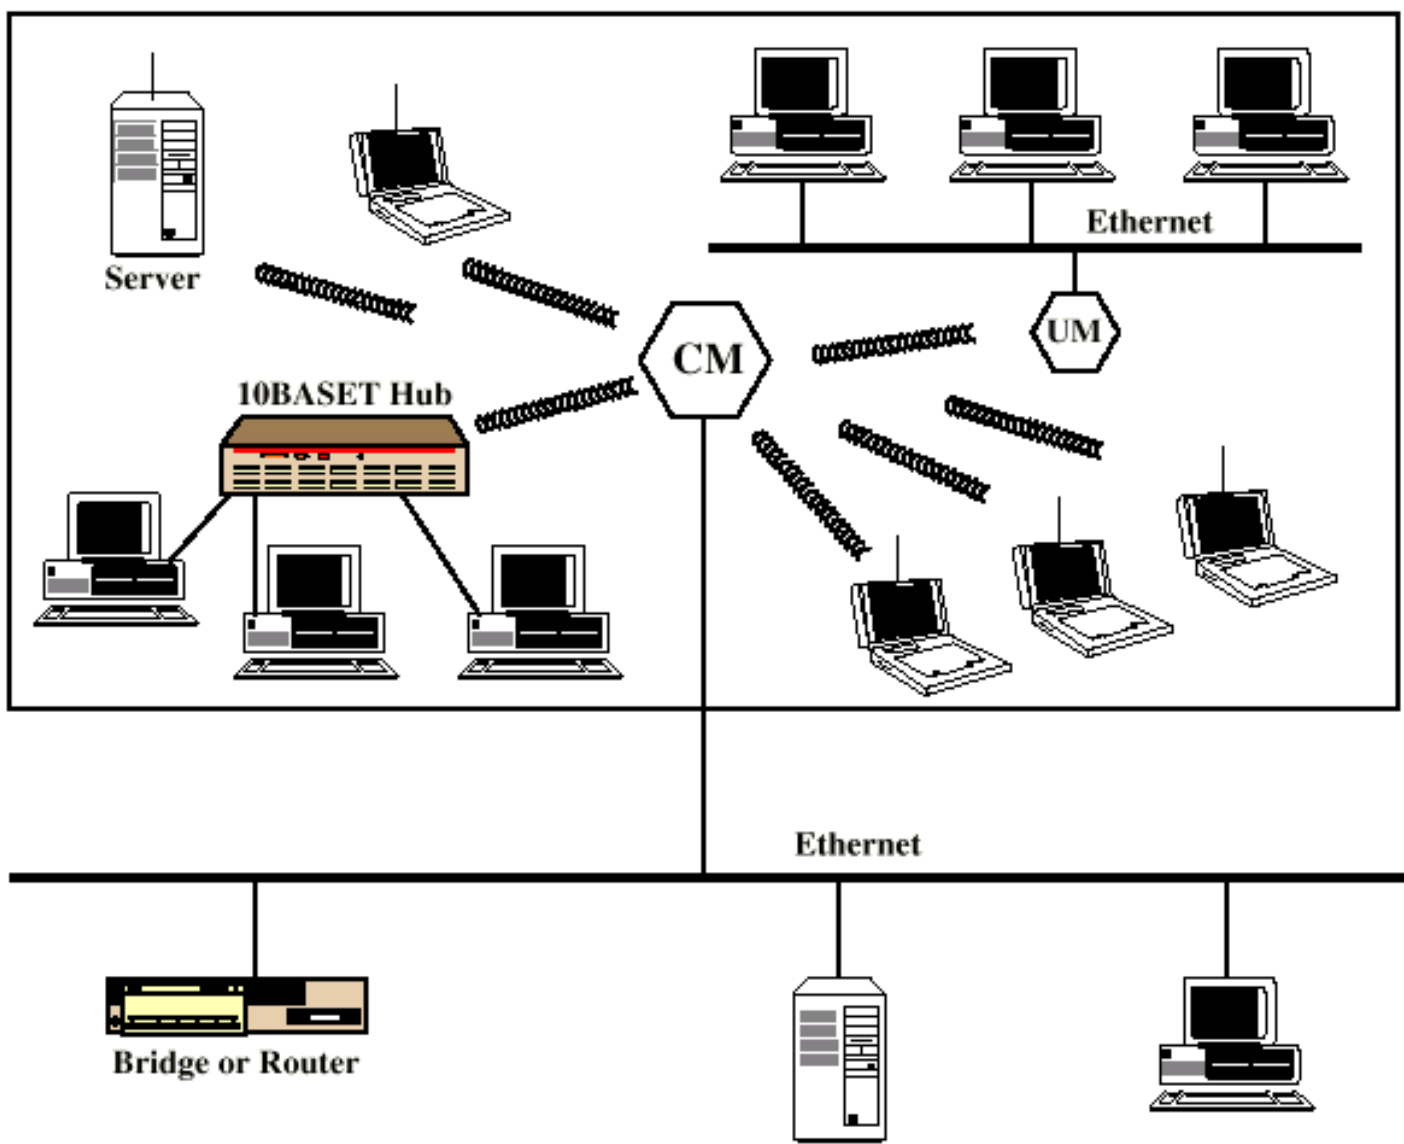 Ethernet
Server
UM
CM
10BASET Hub
Ethernet
Bridge or Router